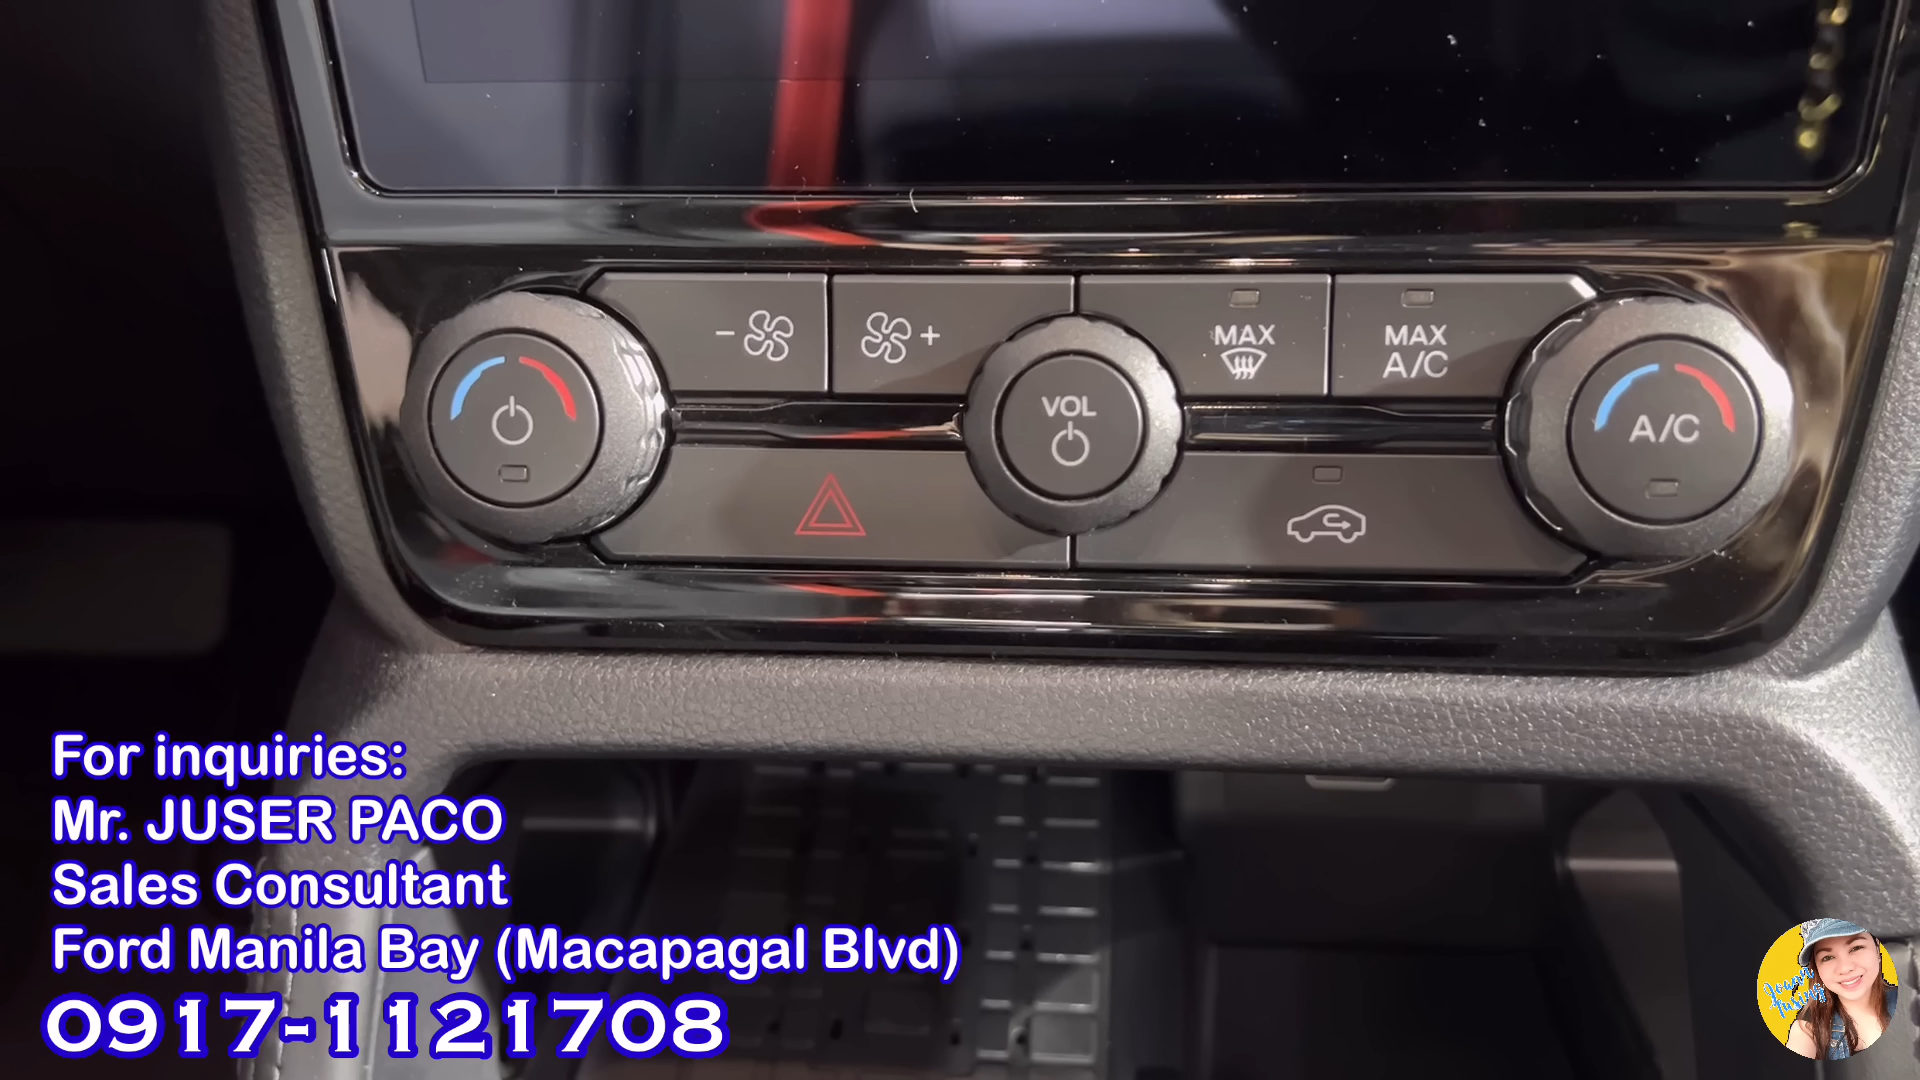 - +
MAX
MAX
A/C
VOL
A/C
For inquiries:
Mr. JUSER PACO
Sales Consultant
Ford Manila Bay (Macapagal Blvd)
0917-1121708